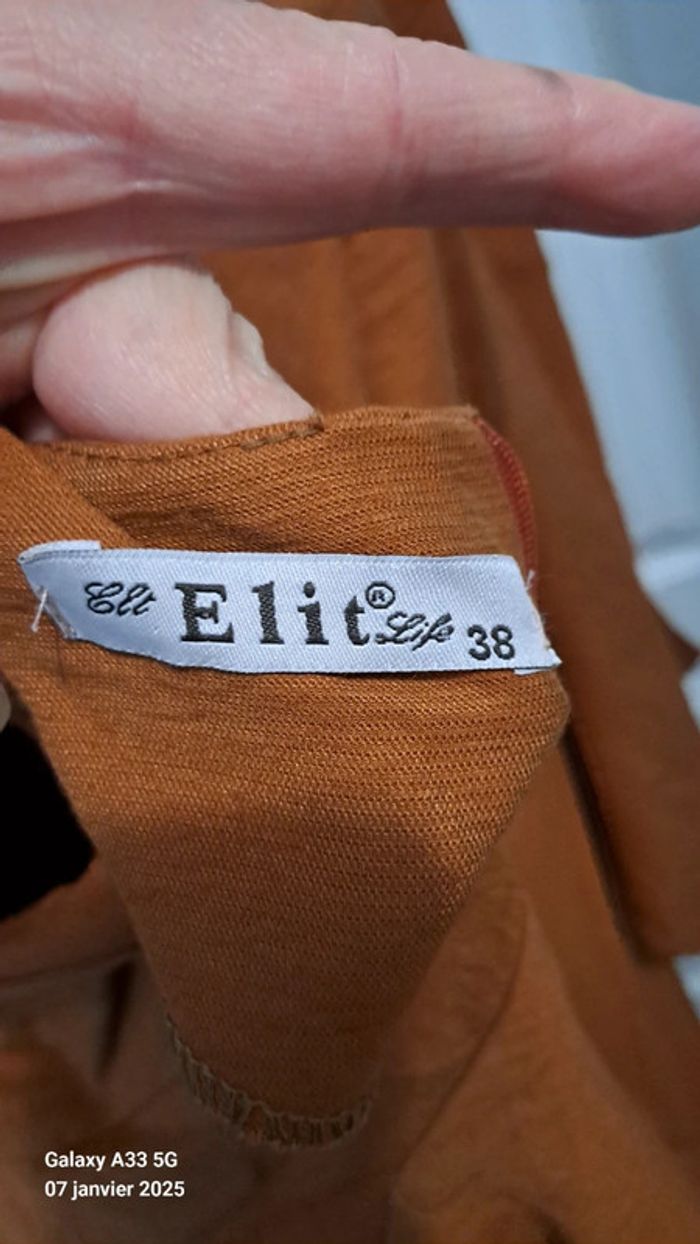 Elt Elit® Life 38
Galaxy A33 5G
07 janvier 2025